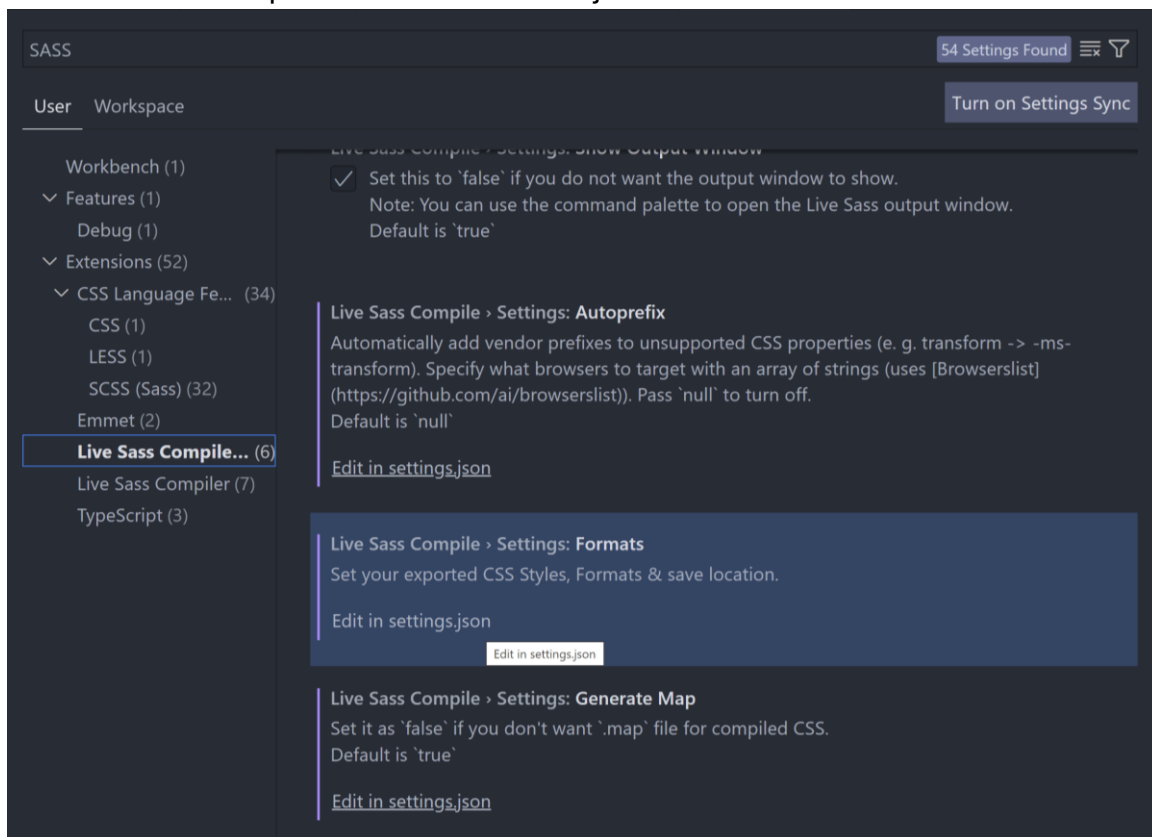 SASS
54 Settings Found
User Workspace
Turn on Settings Sync
Workbench (1)
Features (1)
Debug (1)
Extensions (52)
CSS Language Fe... (34)
CSS (1)
LESS (1)
SCSS (Sass) (32)
Emmet (2)
Live Sass Compile... (6)
Live Sass Compiler (7)
TypeScript (3)
Live Sass Compile › Settings: Show Output Window
Set this to `false` if you do not want the output window to show.
Note: You can use the command palette to open the Live Sass output window.
Default is `true`
Live Sass Compile › Settings: Autoprefix
Automatically add vendor prefixes to unsupported CSS properties (e. g. transform -> -ms-
transform). Specify what browsers to target with an array of strings (uses [Browserslist]
(https://github.com/ai/browserslist)). Pass `null` to turn off.
Default is `null`
Edit in settings.json
Live Sass Compile › Settings: Formats
Set your exported CSS Styles, Formats & save location.
Edit in settings.json
Edit in settings.json
Live Sass Compile › Settings: Generate Map
Set it as `false` if you don't want `.map` file for compiled CSS.
Default is `true`
Edit in settings.json